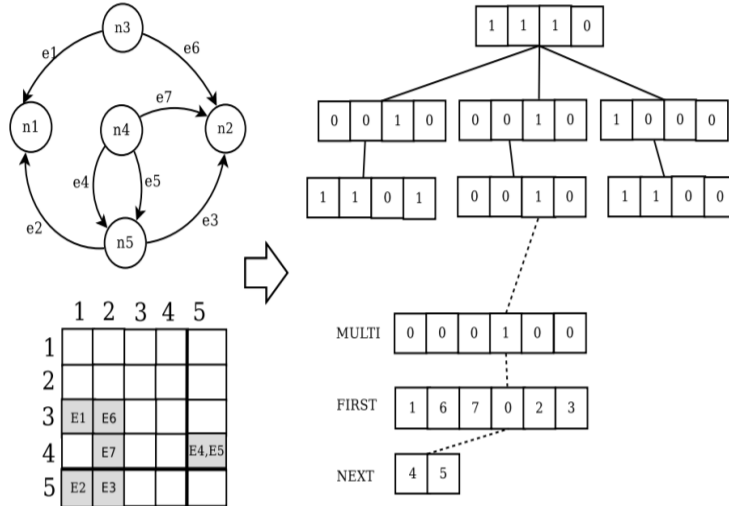 n3
e1
e6
n1
e7
n4
n2
e4
e5
e2
e3
n5
1 2 3 4 5
1
2
3 E1 E6
4 E7 E4,E5
5 E2 E3
1 1 1 0
0 0 1 0 0 0 1 0 1 0 0 0
1 1 0 1 0 0 1 0 1 1 0 0
MULTI 0 0 0 1 0 0
FIRST 1 6 7 0 2 3
NEXT 4 5